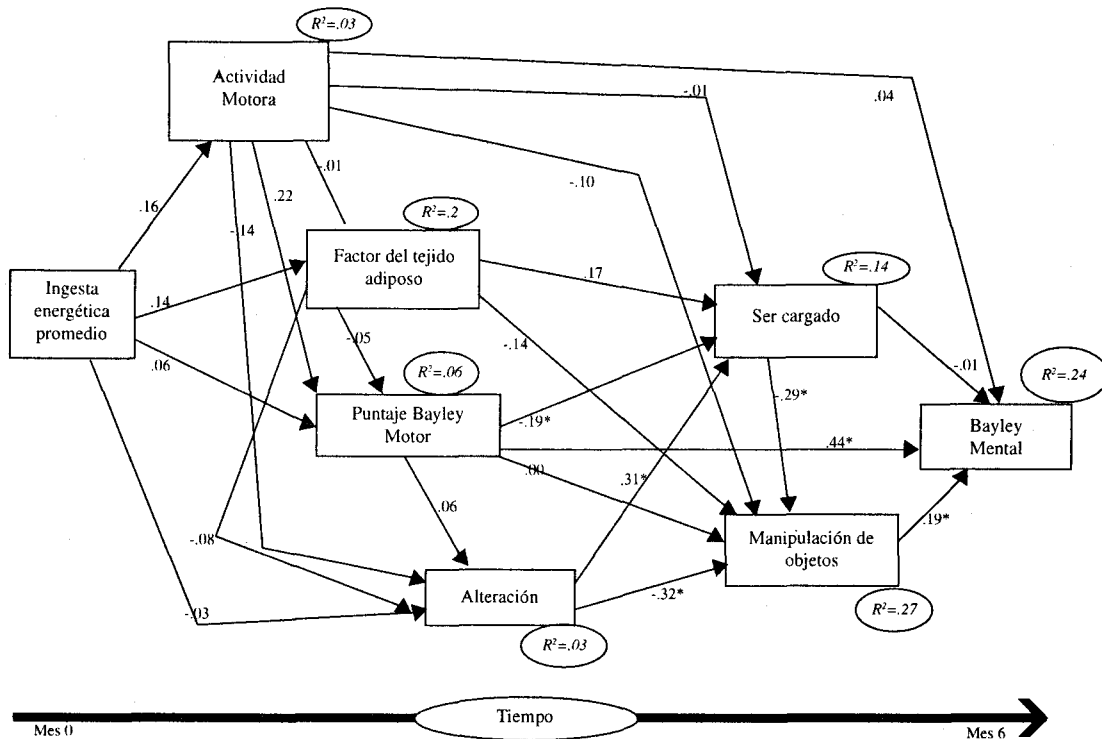 R²=.03
Actividad
Motora
-.01
.04
-.10
.16
.22
-.01
-.14
R²=.2
Factor del tejido
adiposo
Ingesta
energética
promedio
.14
.17
R²=.14
Ser cargado
.06
-.05
-.14
R²=.06
-.01
R²=.24
Puntaje Bayley
Motor
-.19*
-.29*
Bayley
Mental
.44*
.00
.31*
.06
.19*
-.08
Manipulación de
objetos
Alteración
-.32*
-.03
R²=.27
R²=.03
Tiempo
Mes 0
Mes 6